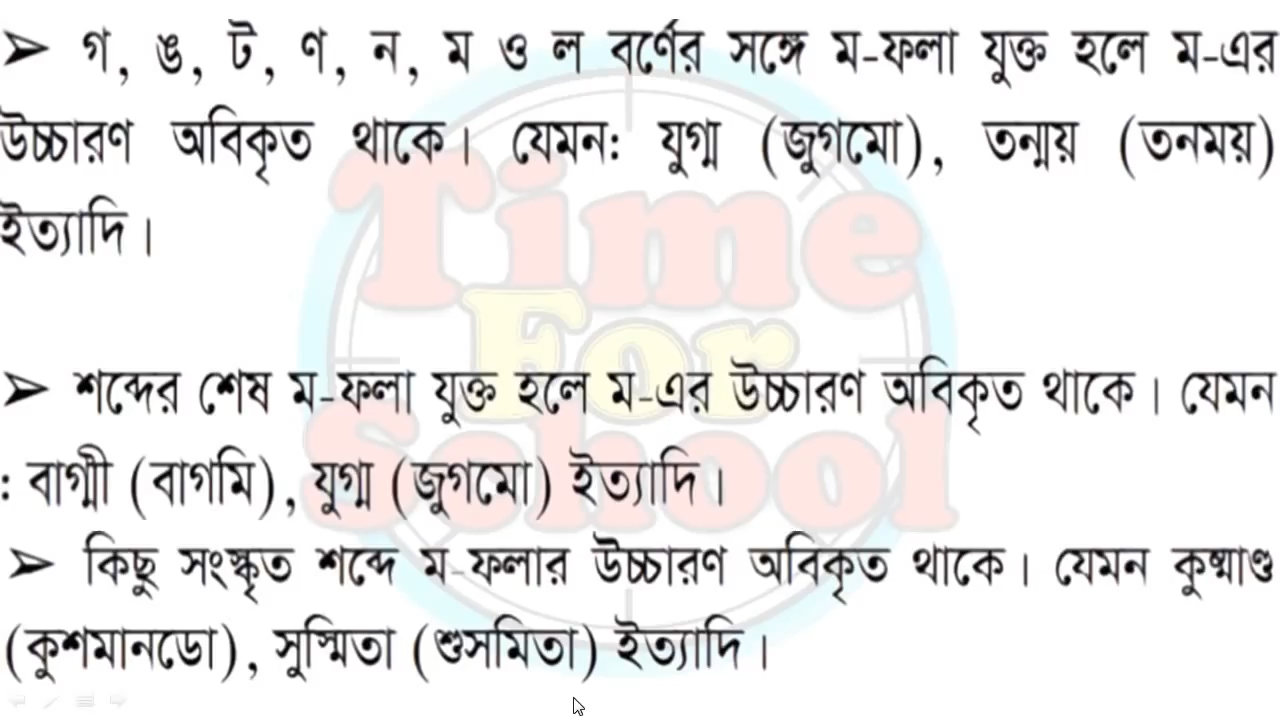 ➢ গ, ঙ, ট, ণ, ন, ম ও ল বর্ণের সঙ্গে ম-ফলা যুক্ত হলে ম-এর
উচ্চারণ অবিকৃত থাকে। যেমন: যুগ্ম (জুগমো), তন্ময় (তনময়)
ইত্যাদি।
➢ শব্দের শেষ ম-ফলা যুক্ত হলে ম-এর উচ্চারণ অবিকৃত থাকে। যেমন
: বাগ্মী (বাগমি), যুগ্ম (জুগমো) ইত্যাদি।
➢ কিছু সংস্কৃত শব্দে ম-ফলার উচ্চারণ অবিকৃত থাকে। যেমন কুষ্মাণ্ড
(কুশমানডো), সুস্মিতা (শুসমিতা) ইত্যাদি।
Time
For
School